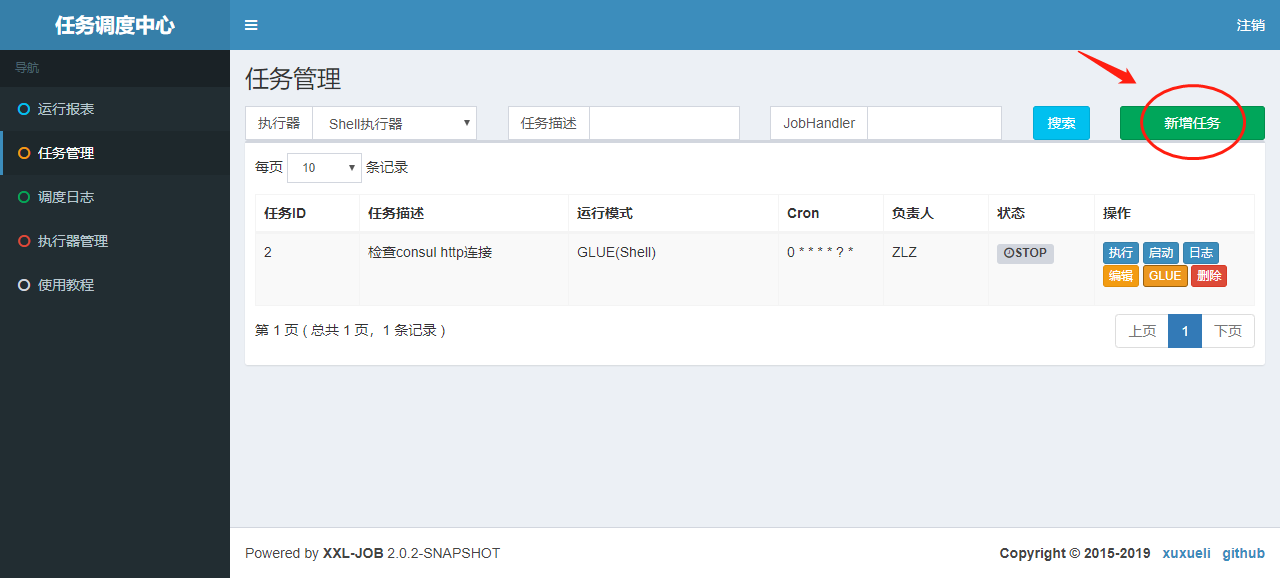 任务调度中心
注销
导航
运行报表
任务管理
调度日志
执行器管理
使用教程
任务管理
执行器 Shell执行器 任务描述 JobHandler 搜索 新增任务
每页 10 条记录
任务ID 任务描述 运行模式 Cron 负责人 状态 操作
2 检查consul http连接 GLUE(Shell) 0 * * * * ? * ZLZ STOP 执行 启动 日志
编辑 GLUE 删除
第 1 页 ( 总共 1 页，1 条记录 ) 上页 1 下页
Powered by XXL-JOB 2.0.2-SNAPSHOT Copyright © 2015-2019 xuxueli github